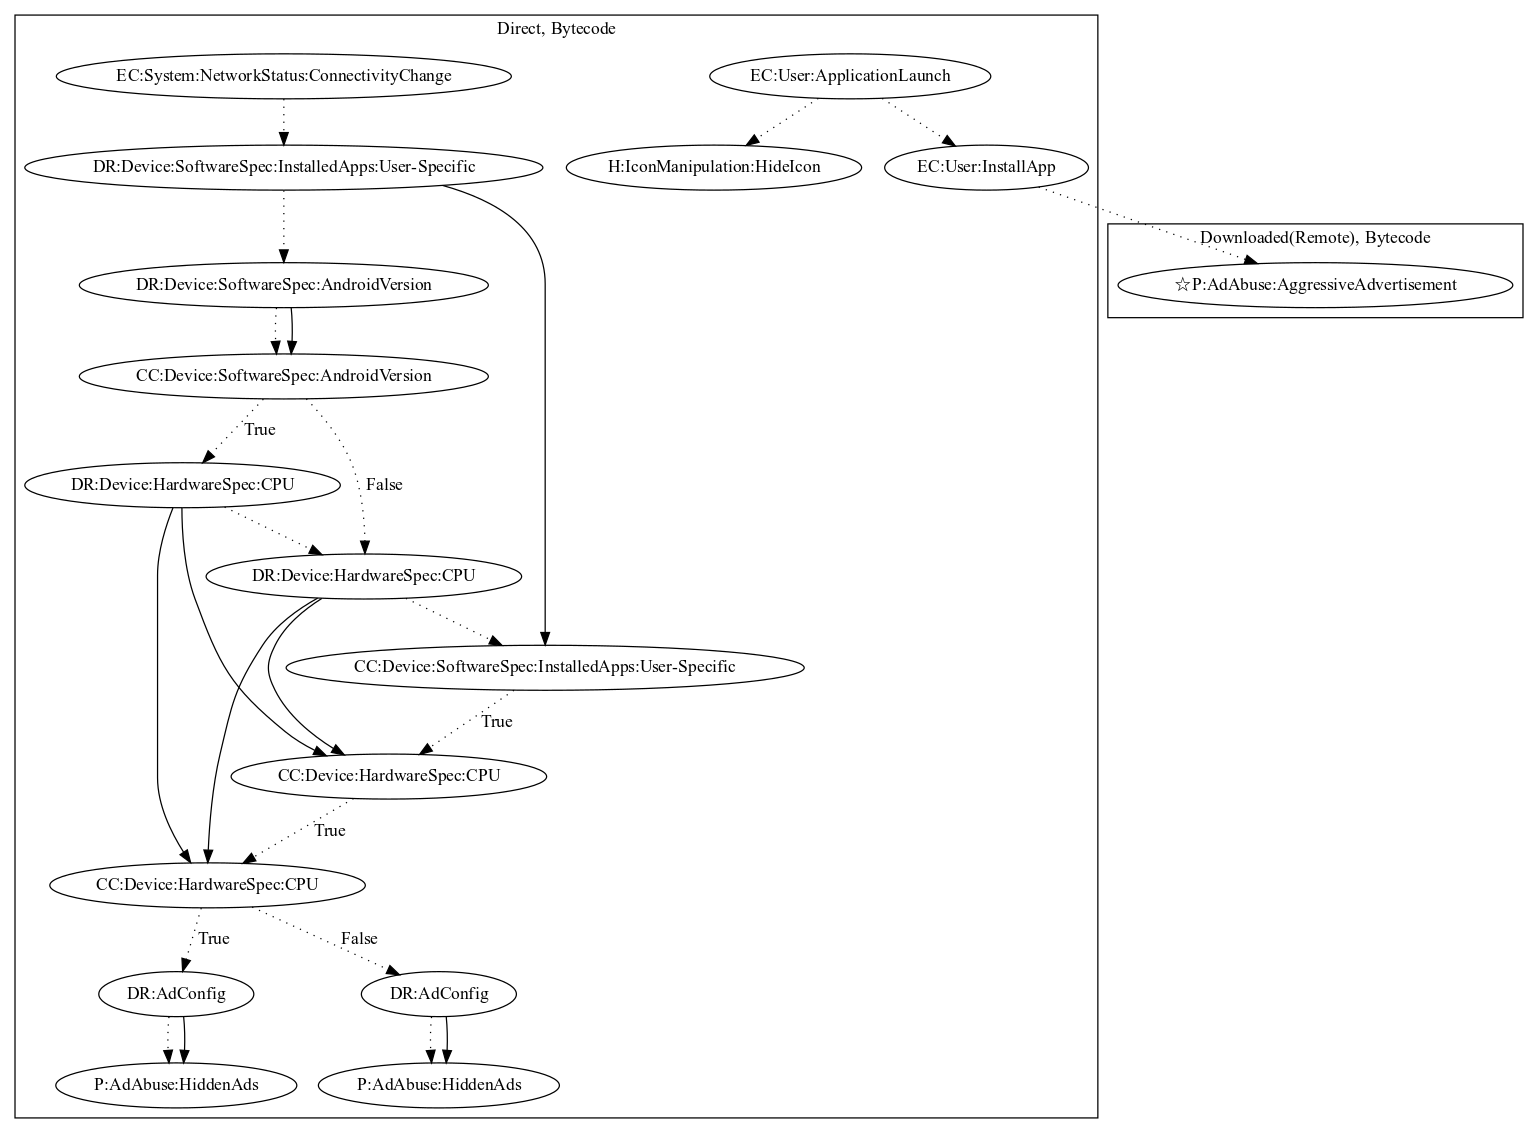 Direct, Bytecode
EC:System:NetworkStatus:ConnectivityChange
EC:User:ApplicationLaunch
DR:Device:SoftwareSpec:InstalledApps:User-Specific
H:IconManipulation:HideIcon
EC:User:InstallApp
Downloaded(Remote), Bytecode
DR:Device:SoftwareSpec:AndroidVersion
☆P:AdAbuse:AggressiveAdvertisement
CC:Device:SoftwareSpec:AndroidVersion
True
DR:Device:HardwareSpec:CPU
False
DR:Device:HardwareSpec:CPU
CC:Device:SoftwareSpec:InstalledApps:User-Specific
True
CC:Device:HardwareSpec:CPU
True
CC:Device:HardwareSpec:CPU
True
False
DR:AdConfig
DR:AdConfig
P:AdAbuse:HiddenAds
P:AdAbuse:HiddenAds